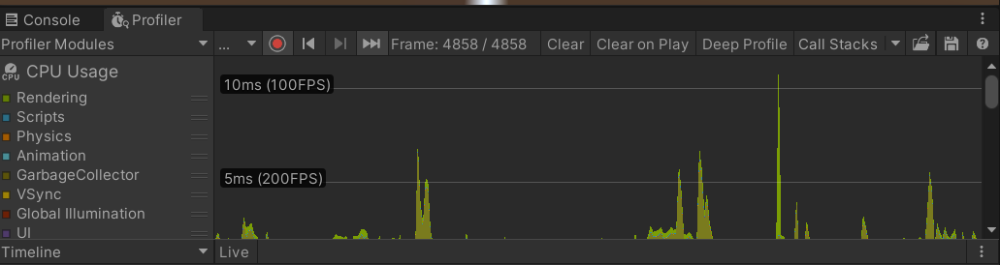 Console Profiler
Profiler Modules ... Frame: 4858 / 4858 Clear Clear on Play Deep Profile Call Stacks
CPU CPU Usage
10ms (100FPS)
Rendering
Scripts
Physics
Animation
GarbageCollector
5ms (200FPS)
VSync
Global Illumination
UI
Timeline Live